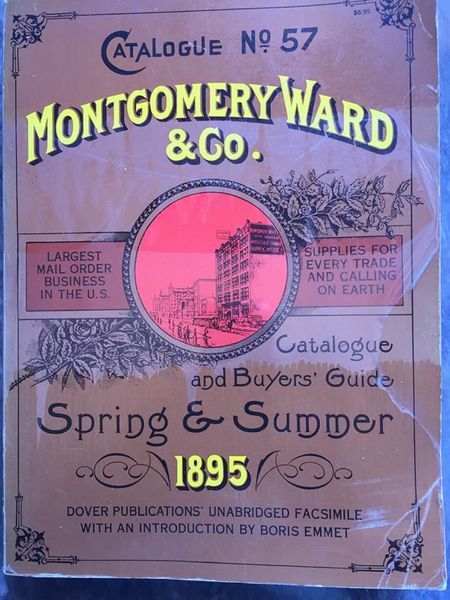 $6.95
CATALOGUE No 57
MONTGOMERY WARD
& CO.
LARGEST
MAIL ORDER
BUSINESS
IN THE U.S.
SUPPLIES FOR
EVERY TRADE
AND CALLING
ON EARTH
Catalogue
and Buyers' Guide
Spring & Summer
1895
DOVER PUBLICATIONS' UNABRIDGED FACSIMILE
WITH AN INTRODUCTION BY BORIS EMMET